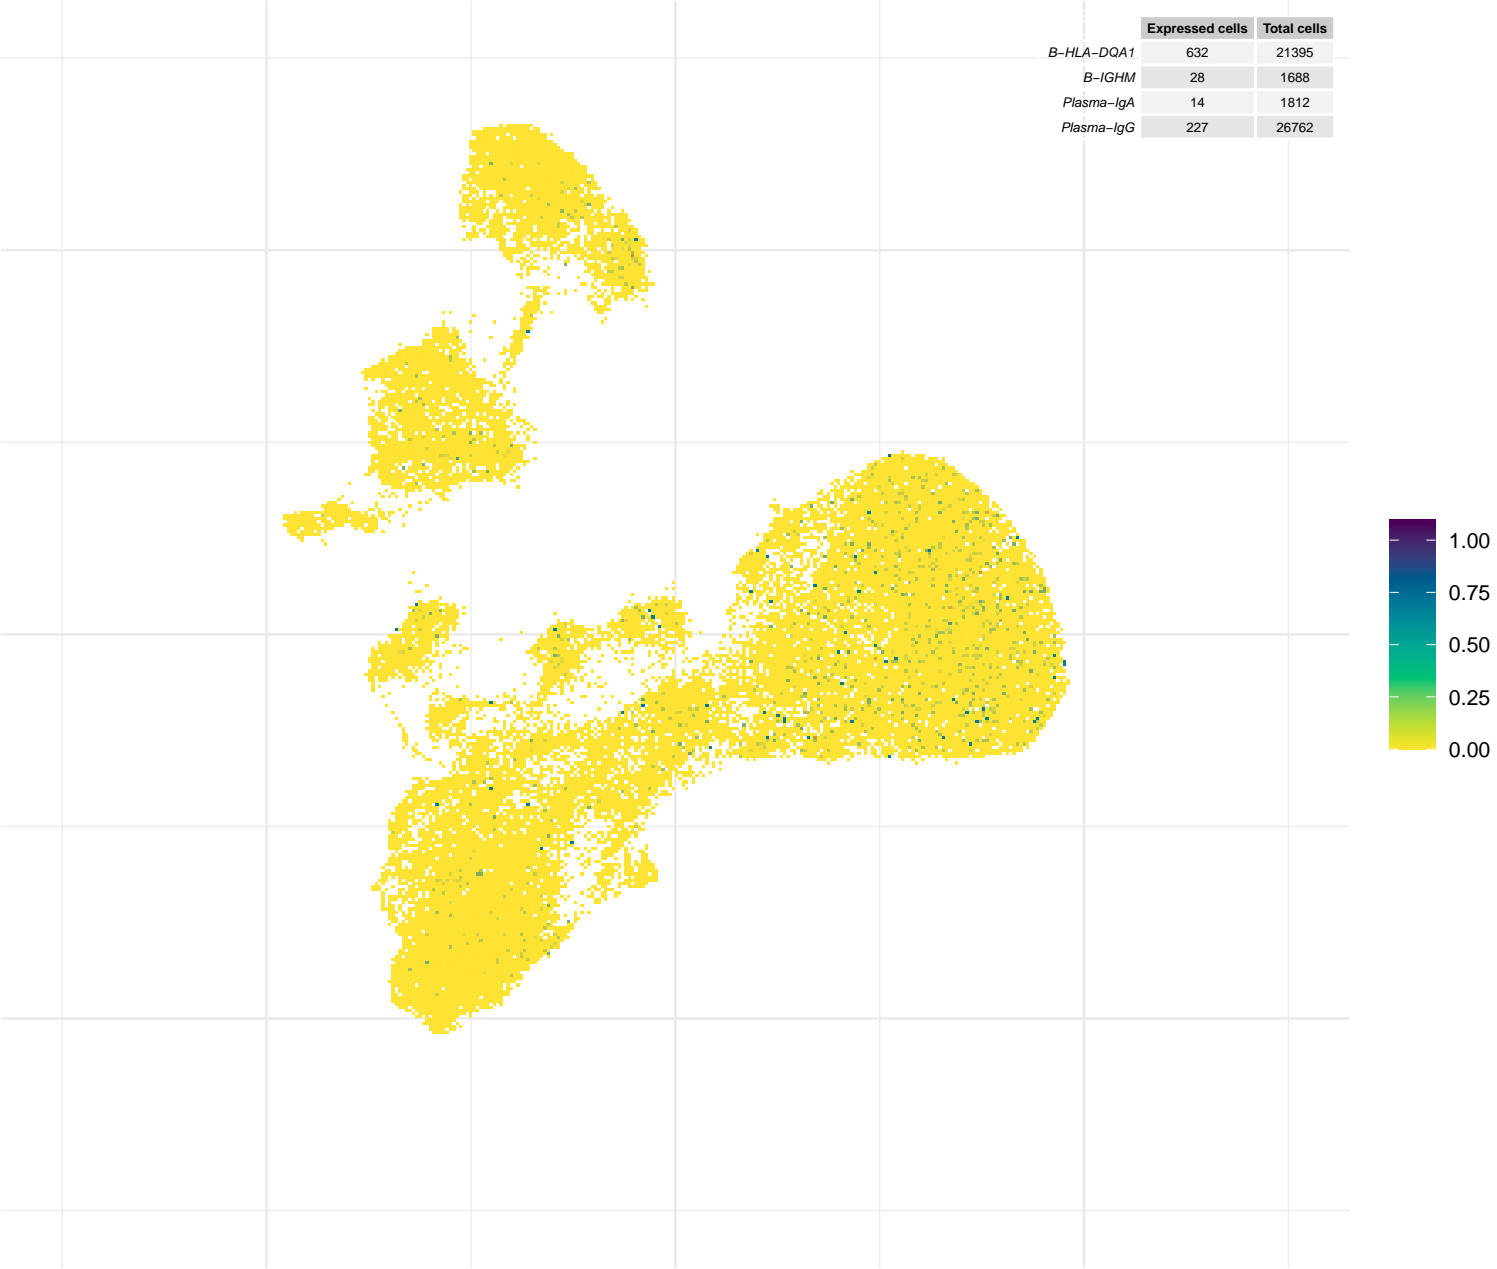 Expressed cells Total cells
B−HLA−DQA1 632 21395
B−IGHM 28 1688
Plasma−IgA 14 1812
Plasma−IgG 227 26762
1.00
0.75
0.50
0.25
0.00